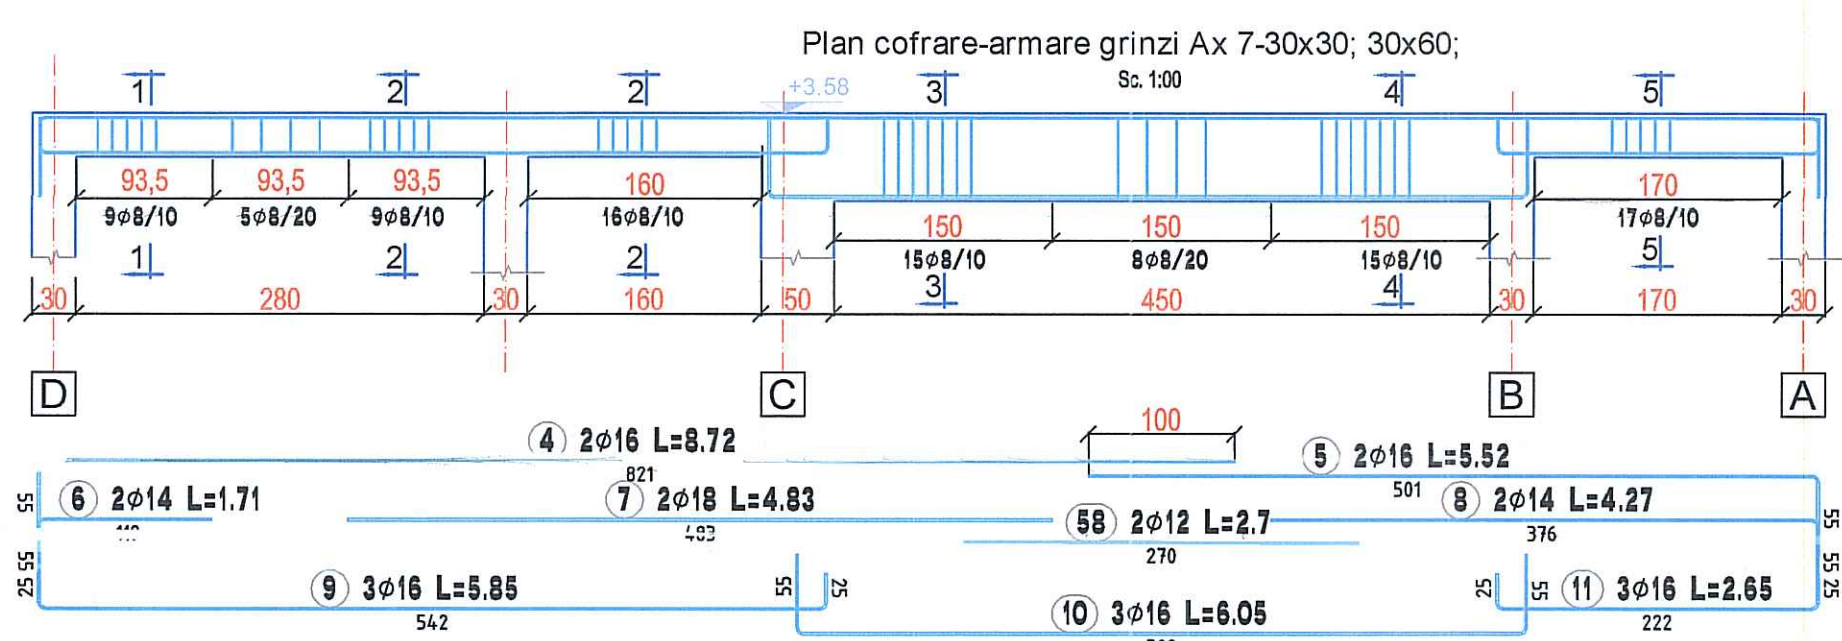 Plan cofrare-armare grinzi Ax 7-30x30; 30x60;
Sc. 1:00
1 2 2 +3.58 3 4 5
93,5 93,5 93,5 160 170
9ø8/10 5ø8/20 9ø8/10 16ø8/10 17ø8/10
150 150 150
15ø8/10 8ø8/20 15ø8/10
1 2 2 3 4 5
30 280 30 160 50 450 30 170 30
D C B A
100
4 2ø16 L=8.72
821
5 2ø16 L=5.52
501
55 6 2ø14 L=1.71
7 2ø18 L=4.83
483
58 2ø12 L=2.7
270
8 2ø14 L=4.27
376
55
25 55
9 3ø16 L=5.85
542
55 25
10 3ø16 L=6.05
25 55
11 3ø16 L=2.65
222
55 25